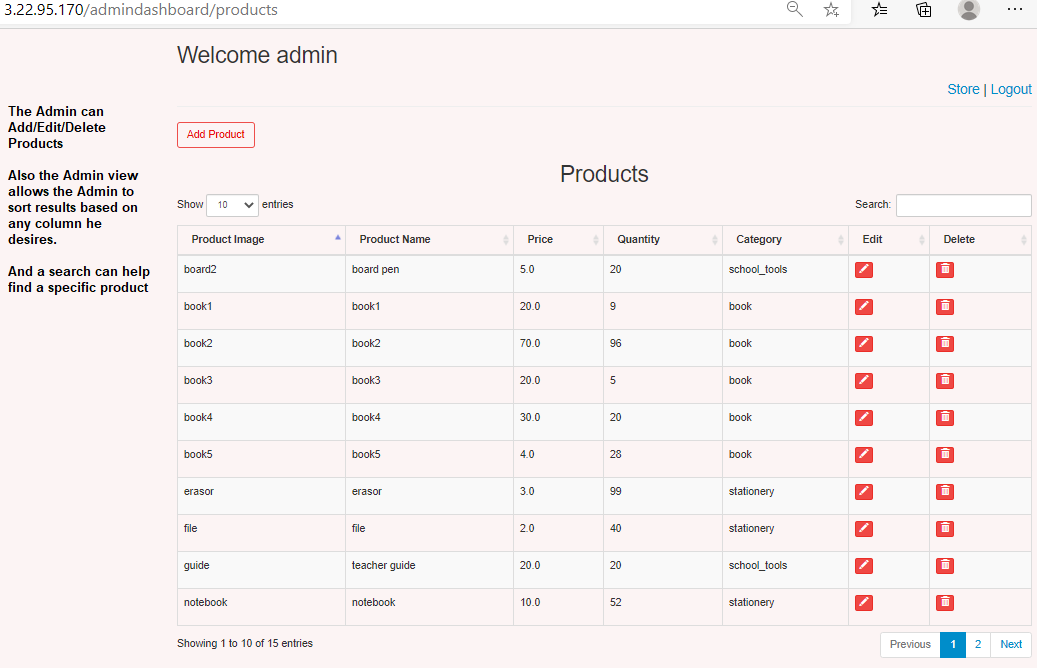 3.22.95.170/admindashboard/products
Welcome admin
Store | Logout
The Admin can
Add/Edit/Delete
Products
Also the Admin view
allows the Admin to
sort results based on
any column he
desires.
And a search can help
find a specific product
Add Product
Products
Show 10 entries
Search:
Product Image Product Name Price Quantity Category Edit Delete
board2 board pen 5.0 20 school_tools
book1 book1 20.0 9 book
book2 book2 70.0 96 book
book3 book3 20.0 5 book
book4 book4 30.0 20 book
book5 book5 4.0 28 book
erasor erasor 3.0 99 stationery
file file 2.0 40 stationery
guide teacher guide 20.0 20 school_tools
notebook notebook 10.0 52 stationery
Showing 1 to 10 of 15 entries
Previous 1 2 Next